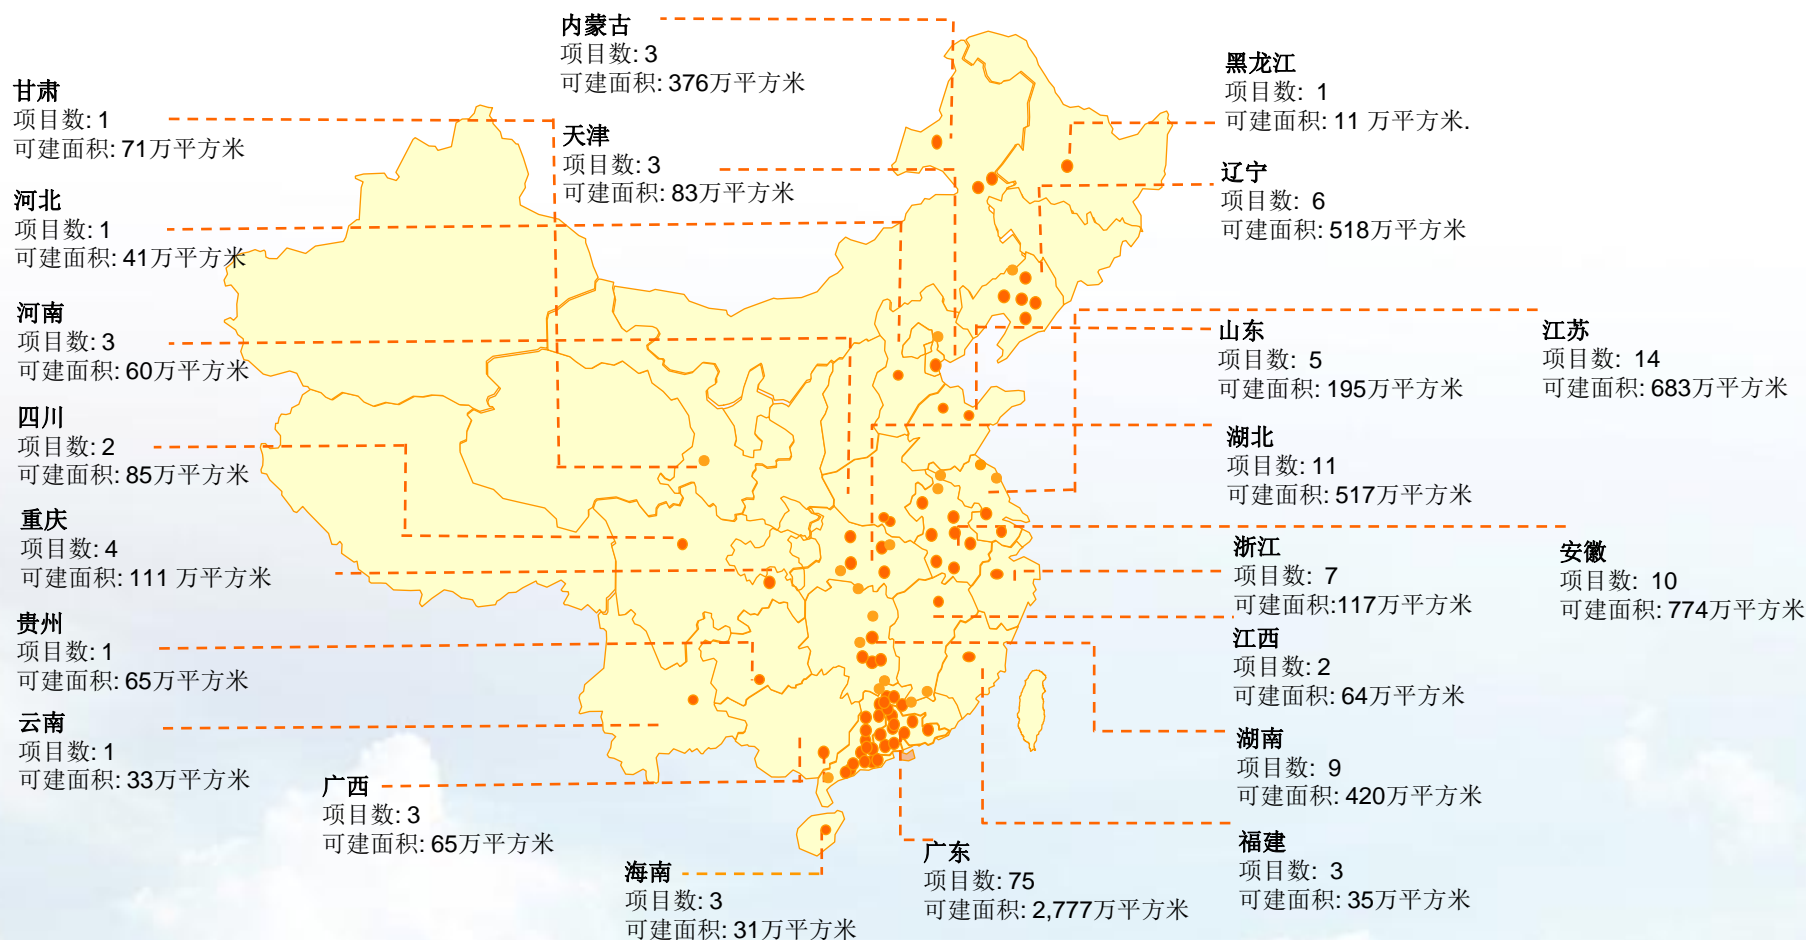 内蒙古
项目数: 3
可建面积: 376万平方米
黑龙江
项目数: 1
可建面积: 11 万平方米.
甘肃
项目数: 1
可建面积: 71万平方米
天津
项目数: 3
可建面积: 83万平方米
辽宁
项目数: 6
可建面积: 518万平方米
河北
项目数: 1
可建面积: 41万平方米
河南
项目数: 3
可建面积: 60万平方米
山东
项目数: 5
可建面积: 195万平方米
江苏
项目数: 14
可建面积: 683万平方米
四川
项目数: 2
可建面积: 85万平方米
湖北
项目数: 11
可建面积: 517万平方米
重庆
项目数: 4
可建面积: 111 万平方米
浙江
项目数: 7
可建面积:117万平方米
安徽
项目数: 10
可建面积: 774万平方米
贵州
项目数: 1
可建面积: 65万平方米
江西
项目数: 2
可建面积: 64万平方米
云南
项目数: 1
可建面积: 33万平方米
湖南
项目数: 9
可建面积: 420万平方米
广西
项目数: 3
可建面积: 65万平方米
海南
项目数: 3
可建面积: 31万平方米
广东
项目数: 75
可建面积: 2,777万平方米
福建
项目数: 3
可建面积: 35万平方米